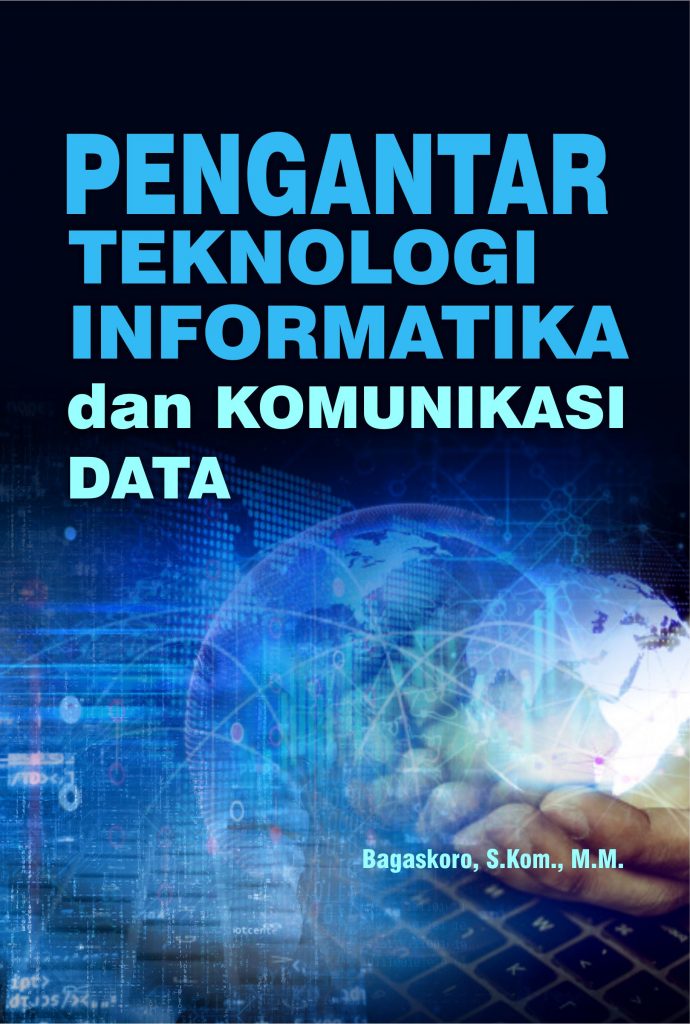 PENGANTAR
TEKNOLOGI
INFORMATIKA
dan KOMUNIKASI
DATA
Bagaskoro, S.Kom., M.M.